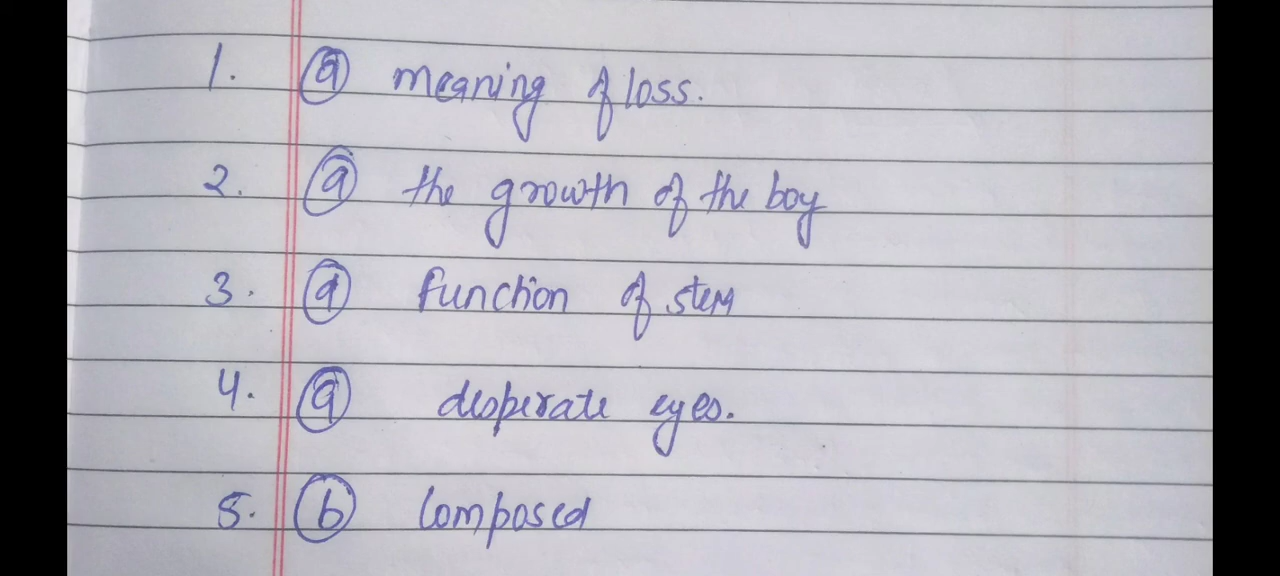 1. (a) meaning of loss.
2. (a) the growth of the boy
3. (a) function of stem
4. (a) desperate eyes.
5. (b) Composed